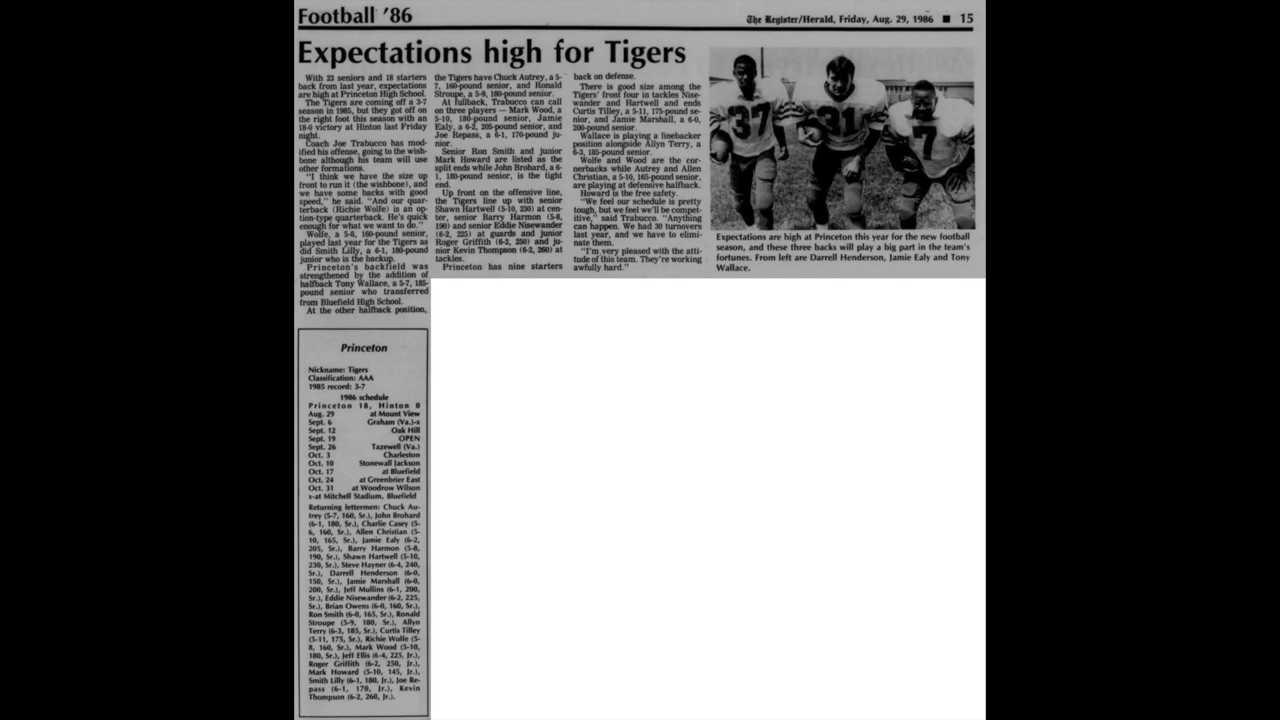 Football '86
The Register/Herald, Friday, Aug. 29, 1986 ■ 15
Expectations high for Tigers
With 23 seniors and 18 starters
back from last year, expectations
are high at Princeton High School.
The Tigers are coming off a 3-7
season in 1985, but they got off on
the right foot this season with an
18-0 victory at Hinton last Friday
night.
Coach Joe Trabucco has mod-
ified his offense, going to the wish-
bone although his team will use
other formations.
"I think we have the size up
front to run it (the wishbone), and
we have some backs with good
speed," he said. "And our quar-
terback (Richie Wolfe) is an op-
tion-type quarterback. He's quick
enough for what we want to do."
Wolfe, a 5-8, 160-pound senior,
played last year for the Tigers as
did Smith Lilly, a 6-1, 180-pound
junior who is the backup.
Princeton's backfield was
strengthened by the addition of
halfback Tony Wallace, a 5-7, 185-
pound senior who transferred
from Bluefield High School.
At the other halfback position,
the Tigers have Chuck Autrey, a 5-
7, 160-pound senior, and Ronald
Stroupe, a 5-9, 180-pound senior.
At fullback, Trabucco can call
on three players — Mark Wood, a
5-10, 180-pound senior, Jamie
Ealy, a 6-2, 205-pound senior, and
Joe Repass, a 6-1, 170-pound ju-
nior.
Senior Ron Smith and junior
Mark Howard are listed as the
split ends while John Brohard, a 6-
1, 180-pound senior, is the tight
end.
Up front on the offensive line,
the Tigers line up with senior
Shawn Hartwell (5-10, 230) at cen-
ter, senior Barry Harmon (5-8,
190) and senior Eddie Nisewander
(6-2, 225) at guards and junior
Roger Griffith (6-2, 250) and ju-
nior Kevin Thompson (6-2, 260) at
tackles.
Princeton has nine starters
back on defense.
There is good size among the
Tigers' front four in tackles Nise-
wander and Hartwell and ends
Curtis Tilley, a 5-11, 175-pound se-
nior, and Jamie Marshall, a 6-0,
200-pound senior.
Wallace is playing a linebacker
position alongside Allyn Terry, a
6-3, 185-pound senior.
Wolfe and Wood are the cor-
nerbacks while Autrey and Allen
Christian, a 5-10, 165-pound senior,
are playing at defensive halfback.
Howard is the free safety.
"We feel our schedule is pretty
tough, but we feel we'll be compet-
itive," said Trabucco. "Anything
can happen. We had 30 turnovers
last year, and we have to elimi-
nate them.
"I'm very pleased with the atti-
tude of this team. They're working
awfully hard."
37
31
7
Expectations are high at Princeton this year for the new football
season, and these three backs will play a big part in the team's
fortunes. From left are Darrell Henderson, Jamie Ealy and Tony
Wallace.
Princeton
Nickname: Tigers
Classification: AAA
1985 record: 3-7
1986 schedule
Princeton 18, Hinton 0
Aug. 29 at Mount View
Sept. 6 Graham (Va.)-x
Sept. 12 Oak Hill
Sept. 19 OPEN
Sept. 26 Tazewell (Va.)
Oct. 3 Charleston
Oct. 10 Stonewall Jackson
Oct. 17 at Bluefield
Oct. 24 at Greenbrier East
Oct. 31 at Woodrow Wilson
x-at Mitchell Stadium, Bluefield
Returning lettermen: Chuck Au-
trey (5-7, 160, Sr.), John Brohard
(6-1, 180, Sr.), Charlie Casey (5-
6, 160, Sr.), Allen Christian (5-
10, 165, Sr.), Jamie Ealy (6-2,
205, Sr.), Barry Harmon (5-8,
190, Sr.), Shawn Hartwell (5-10,
230, Sr.), Steve Hayner (6-4, 240,
Sr.), Darrell Henderson (6-0,
150, Sr.), Jamie Marshall (6-0,
200, Sr.), Jeff Mullins (6-1, 200,
Sr.), Eddie Nisewander (6-2, 225,
Sr.), Brian Owens (6-0, 160, Sr.),
Ron Smith (6-0, 165, Sr.), Ronald
Stroupe (5-9, 180, Sr.), Allyn
Terry (6-3, 185, Sr.), Curtis Tilley
(5-11, 175, Sr.), Richie Wolfe (5-
8, 160, Sr.), Mark Wood (5-10,
180, Sr.), Jeff Ellis (6-4, 225, Jr.),
Roger Griffith (6-2, 250, Jr.),
Mark Howard (5-10, 145, Jr.),
Smith Lilly (6-1, 180, Jr.), Joe Re-
pass (6-1, 170, Jr.), Kevin
Thompson (6-2, 260, Jr.).